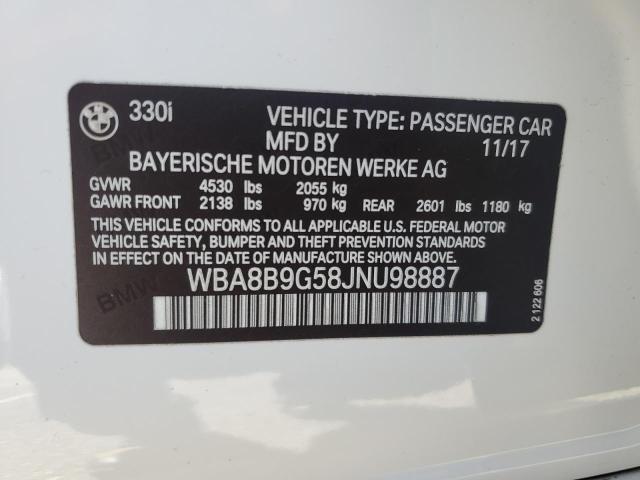 330i VEHICLE TYPE: PASSENGER CAR
MFD BY 11/17
BAYERISCHE MOTOREN WERKE AG
GVWR 4530 lbs 2055 kg
GAWR FRONT 2138 lbs 970 kg REAR 2601 lbs 1180 kg
THIS VEHICLE CONFORMS TO ALL APPLICABLE U.S. FEDERAL MOTOR
VEHICLE SAFETY, BUMPER AND THEFT PREVENTION STANDARDS
IN EFFECT ON THE DATE OF MANUFACTURE SHOWN ABOVE.
WBA8B9G58JNU98887
2 122 606
BMW
BMW